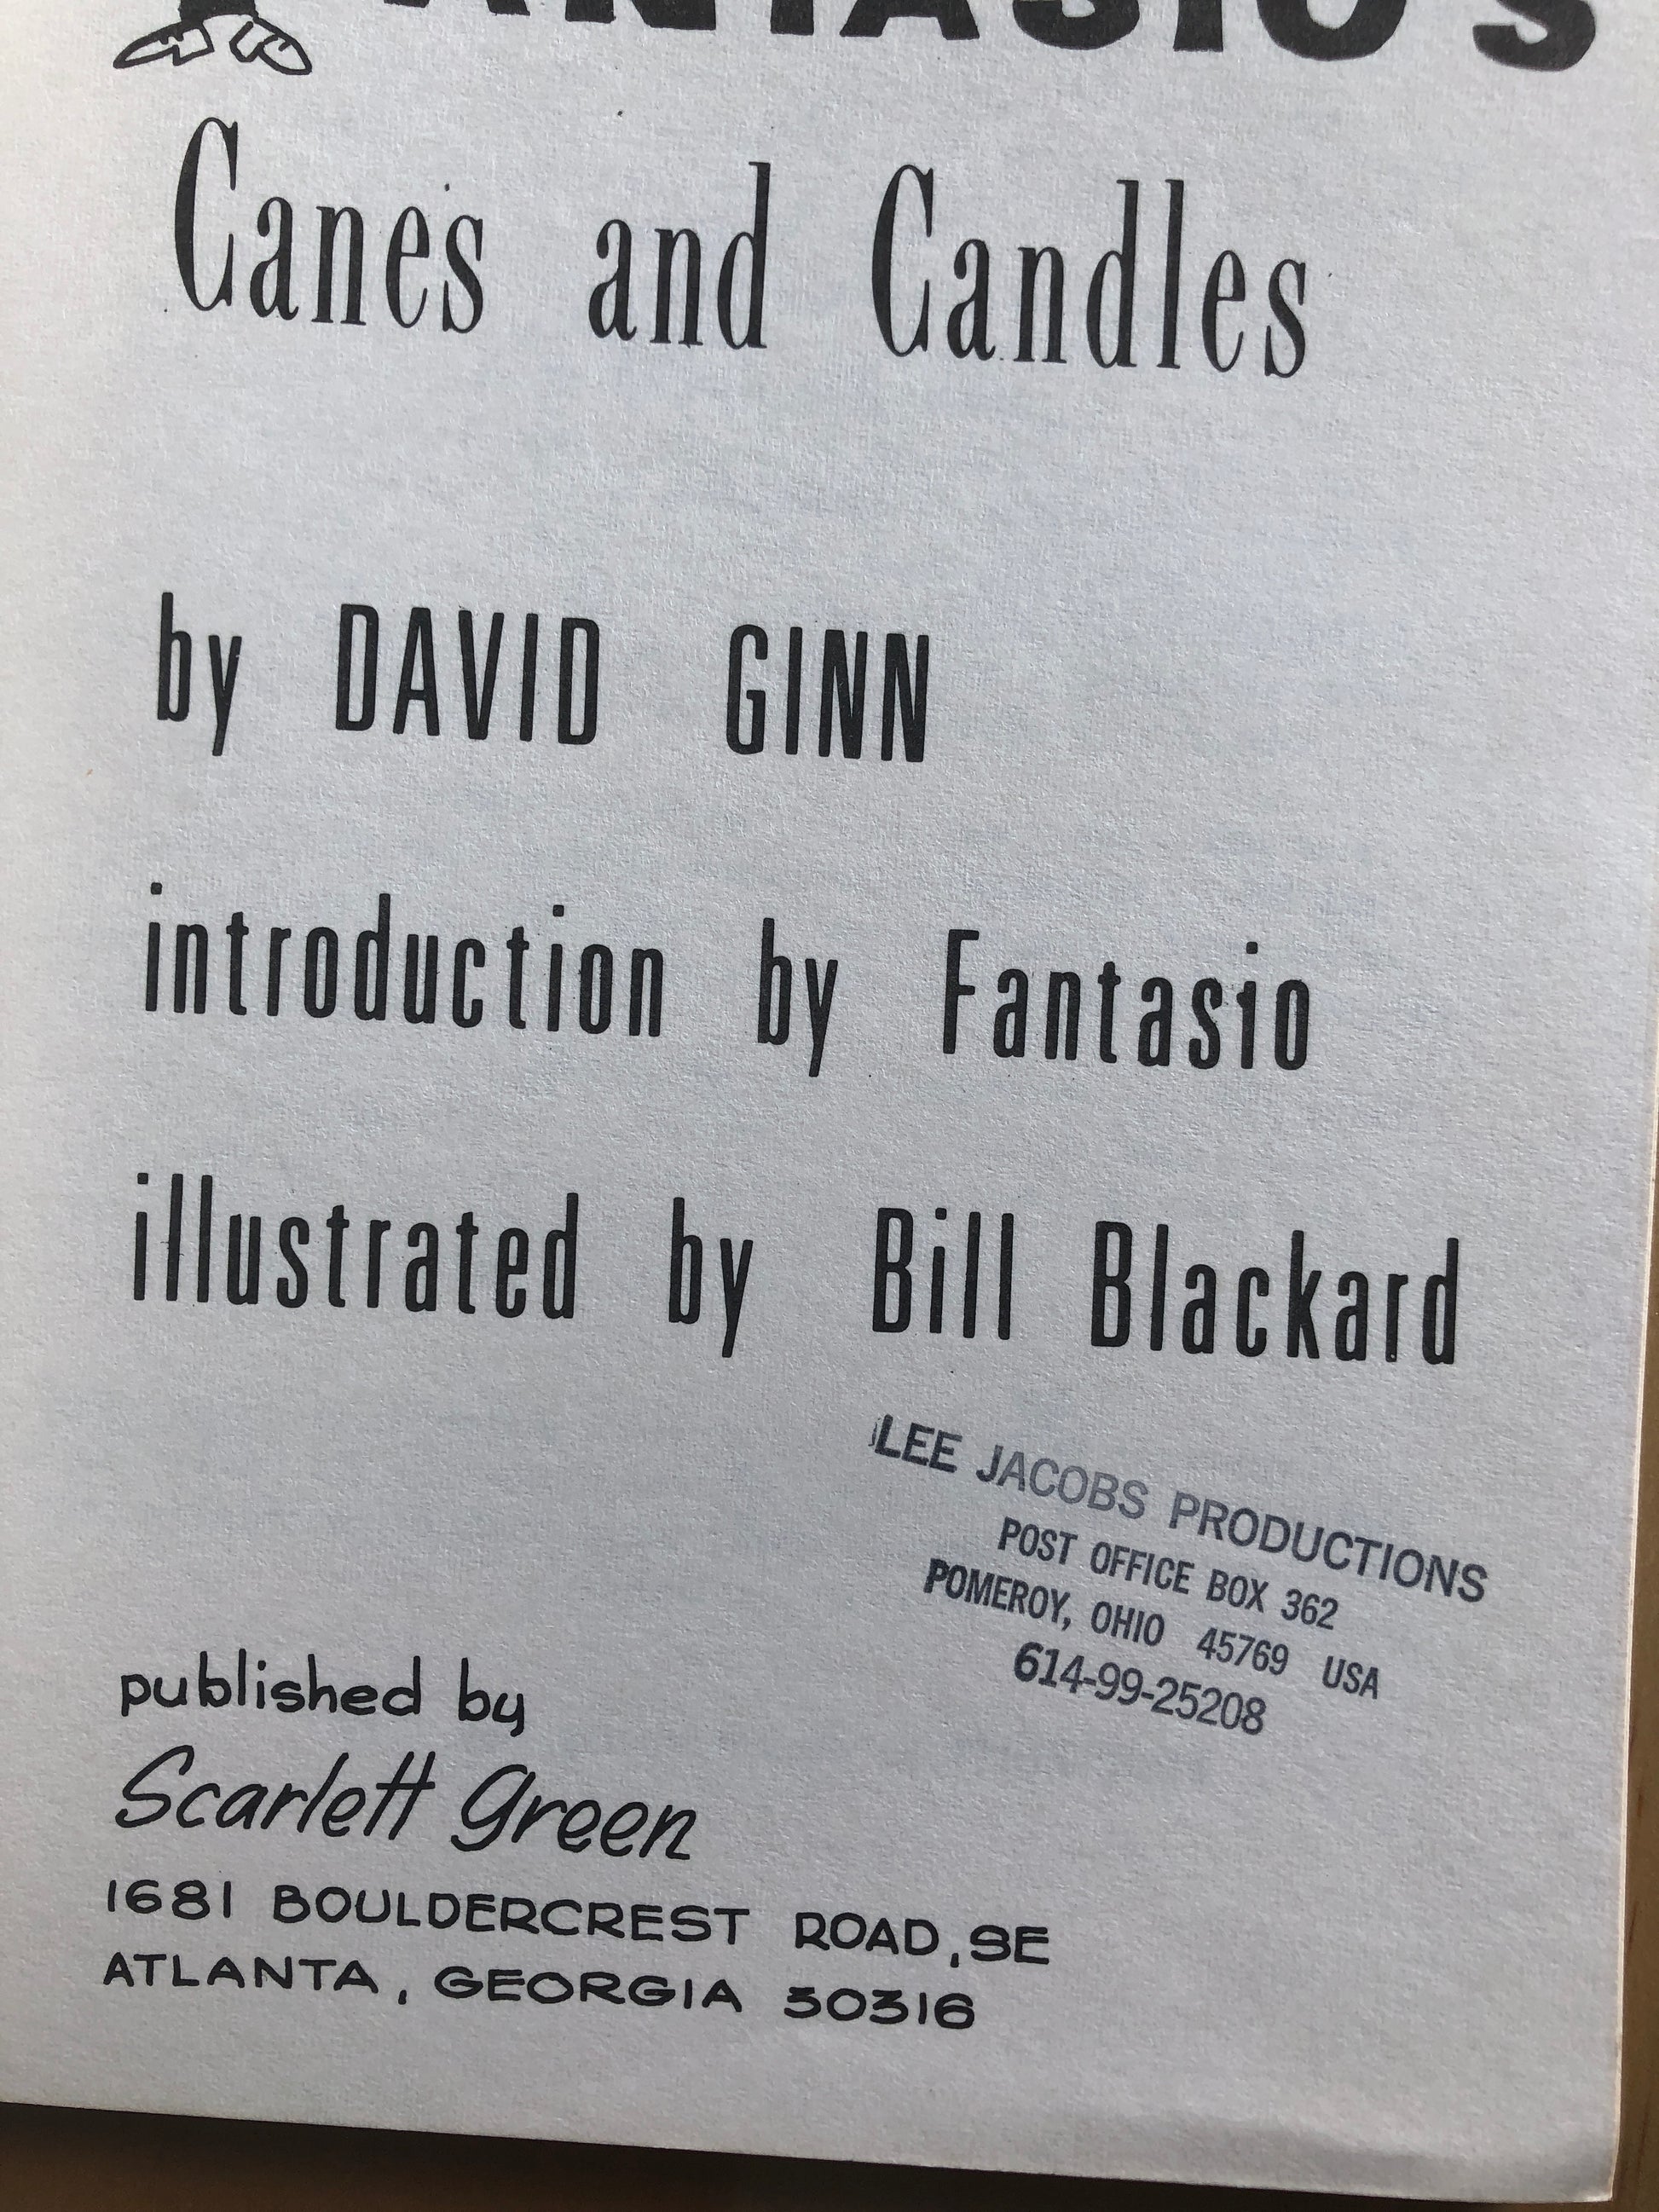 FANTASIO's
Canes and Candles
by DAVID GINN
introduction by Fantasio
illustrated by Bill Blackard
LEE JACOBS PRODUCTIONS
POST OFFICE BOX 362
POMEROY, OHIO 45769 USA
614-99-25208
published by
Scarlett Green
1681 BOULDERCREST ROAD, SE
ATLANTA, GEORGIA 30316